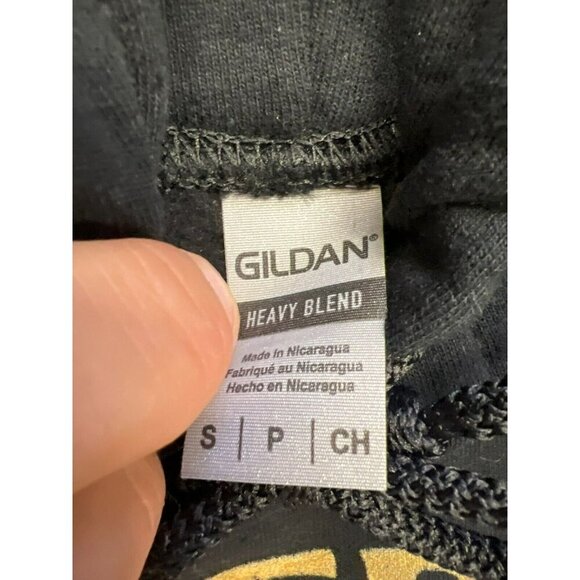 GILDAN®
HEAVY BLEND
Made in Nicaragua
Fabriqué au Nicaragua
Hecho en Nicaragua
S | P | CH